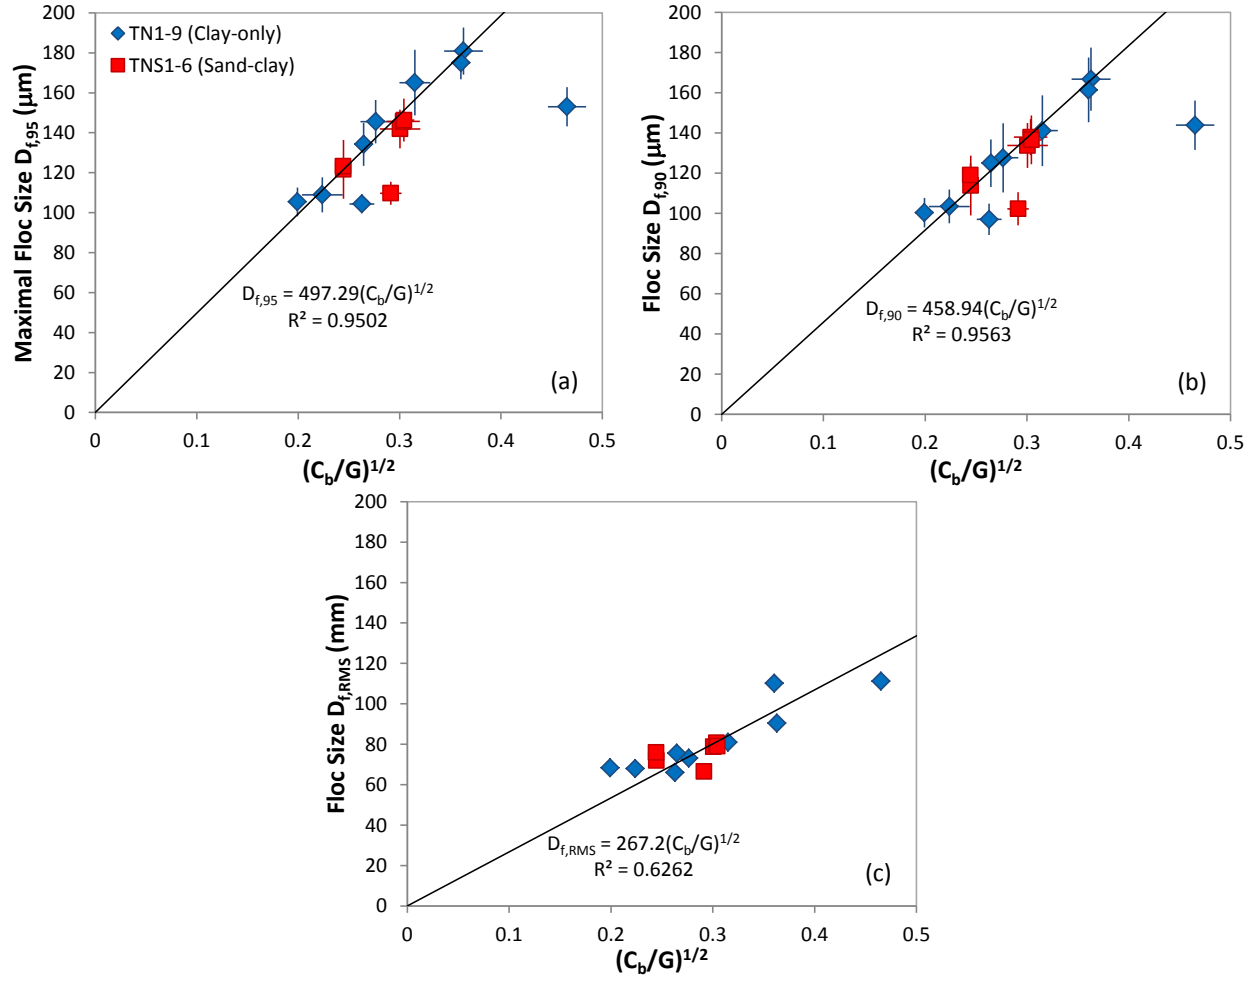 200
180
160
140
120
100
80
60
40
20
0
Maximal Floc Size D_f,95 (µm)
TN1-9 (Clay-only)
TNS1-6 (Sand-clay)
D_f,95 = 497.29(C_b/G)^1/2
R² = 0.9502
(a)
0 0.1 0.2 0.3 0.4 0.5
(C_b/G)^1/2
200
180
160
140
120
100
80
60
40
20
0
Floc Size D_f,90 (µm)
D_f,90 = 458.94(C_b/G)^1/2
R² = 0.9563
(b)
0 0.1 0.2 0.3 0.4 0.5
(C_b/G)^1/2
200
180
160
140
120
100
80
60
40
20
0
Floc Size D_f,RMS (mm)
D_f,RMS = 267.2(C_b/G)^1/2
R² = 0.6262
(c)
0 0.1 0.2 0.3 0.4 0.5
(C_b/G)^1/2